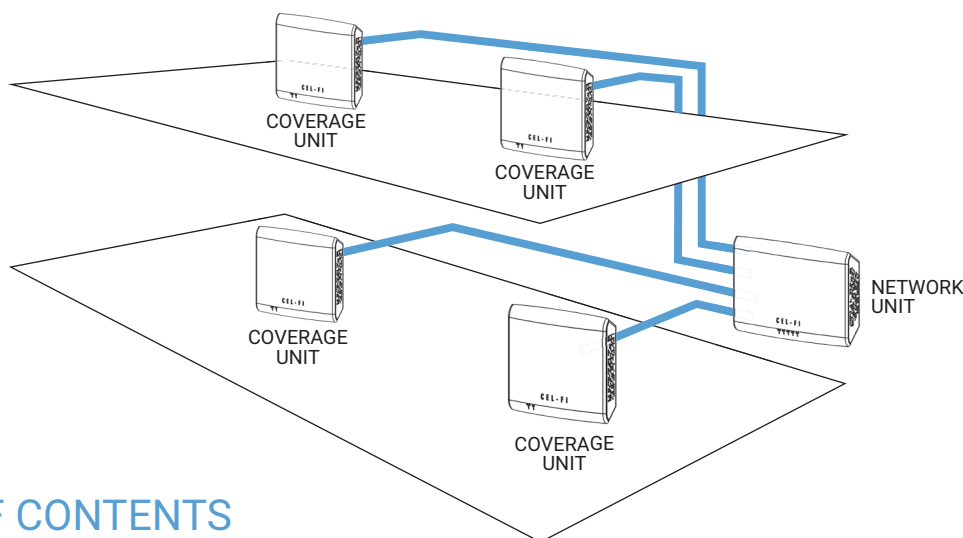 CEL-FI
COVERAGE
UNIT
CEL-FI
COVERAGE
UNIT
CEL-FI
COVERAGE
UNIT
CEL-FI
NETWORK
UNIT
CEL-FI
COVERAGE
UNIT
F CONTENTS